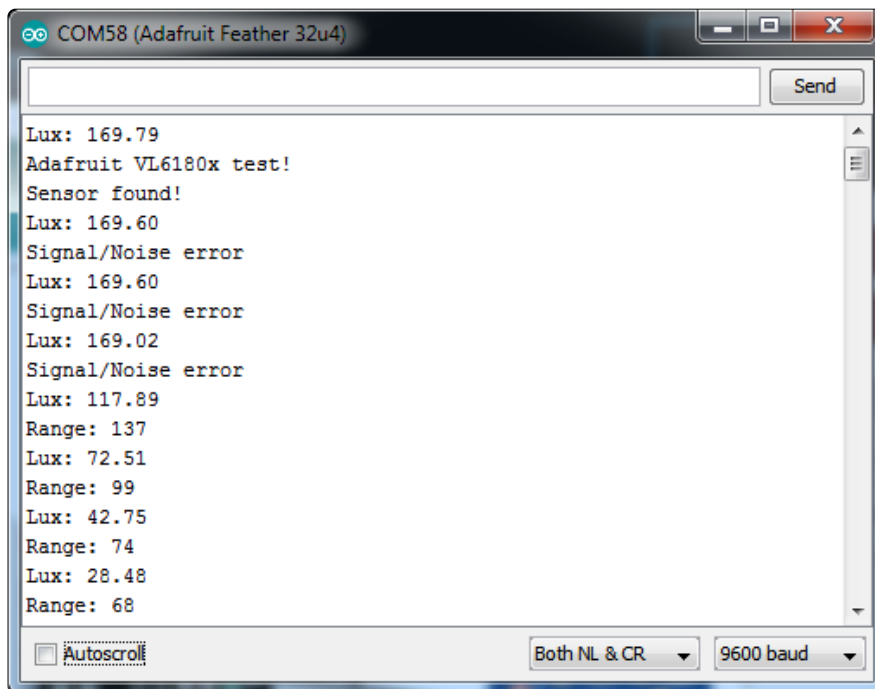 COM58 (Adafruit Feather 32u4)
Send
Lux: 169.79
Adafruit VL6180x test!
Sensor found!
Lux: 169.60
Signal/Noise error
Lux: 169.60
Signal/Noise error
Lux: 169.02
Signal/Noise error
Lux: 117.89
Range: 137
Lux: 72.51
Range: 99
Lux: 42.75
Range: 74
Lux: 28.48
Range: 68
Autoscroll Both NL & CR 9600 baud